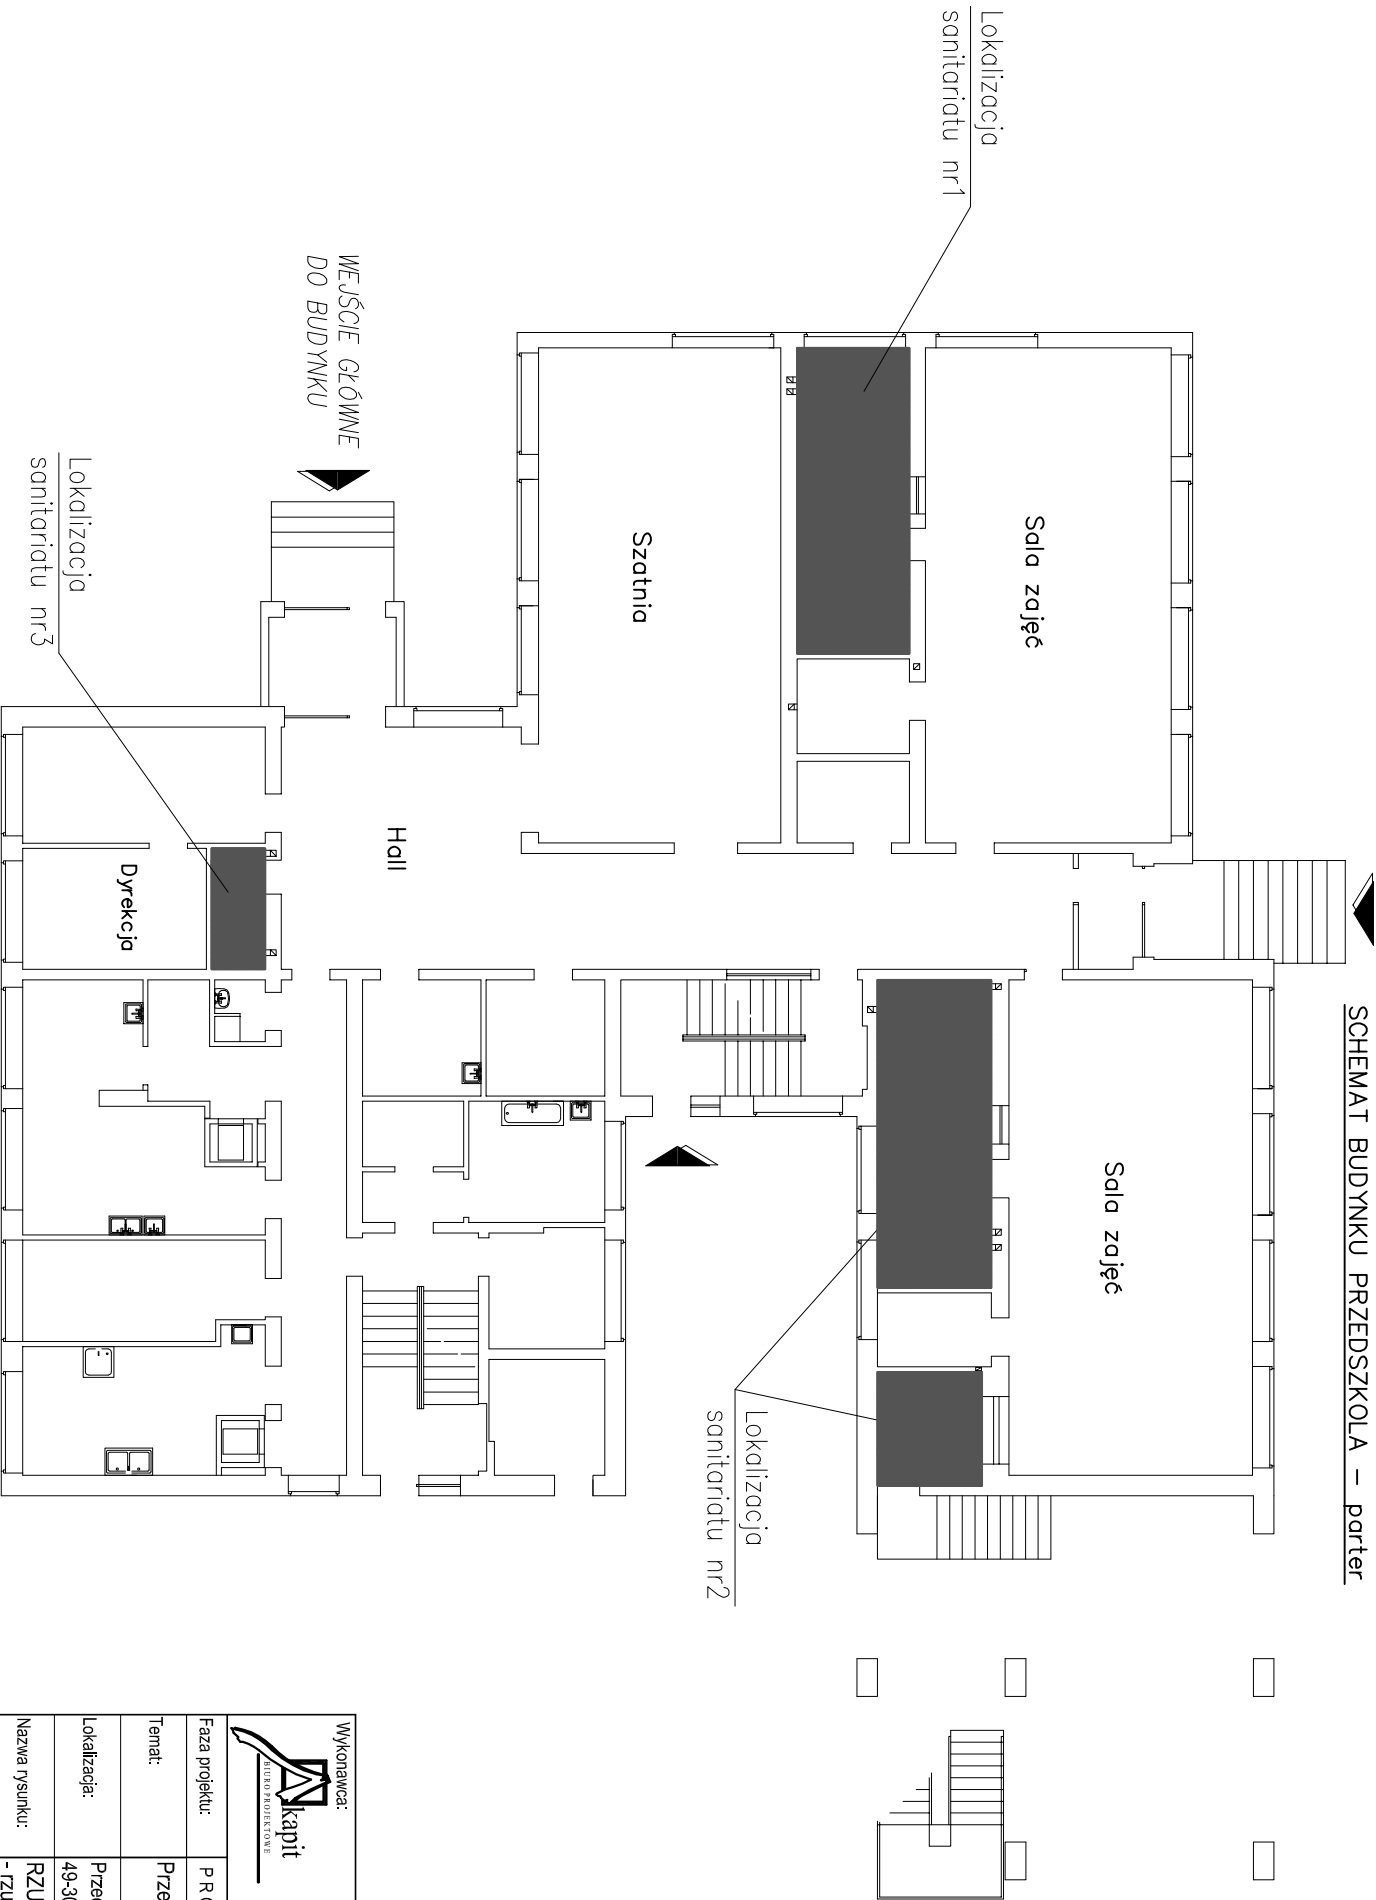 SCHEMAT BUDYNKU PRZEDSZKOLA – parter
Lokalizacja
sanitariatu nr1
Sala zajęć
Sala zajęć
Szatnia
Lokalizacja
sanitariatu nr2
WEJŚCIE GŁÓWNE
DO BUDYNKU
Hall
Lokalizacja
sanitariatu nr3
Dyrekcja
Wykonawca:
kapit
BIURO PROJEKTOWE
Faza projektu:
Temat:
Lokalizacja:
Nazwa rysunku: